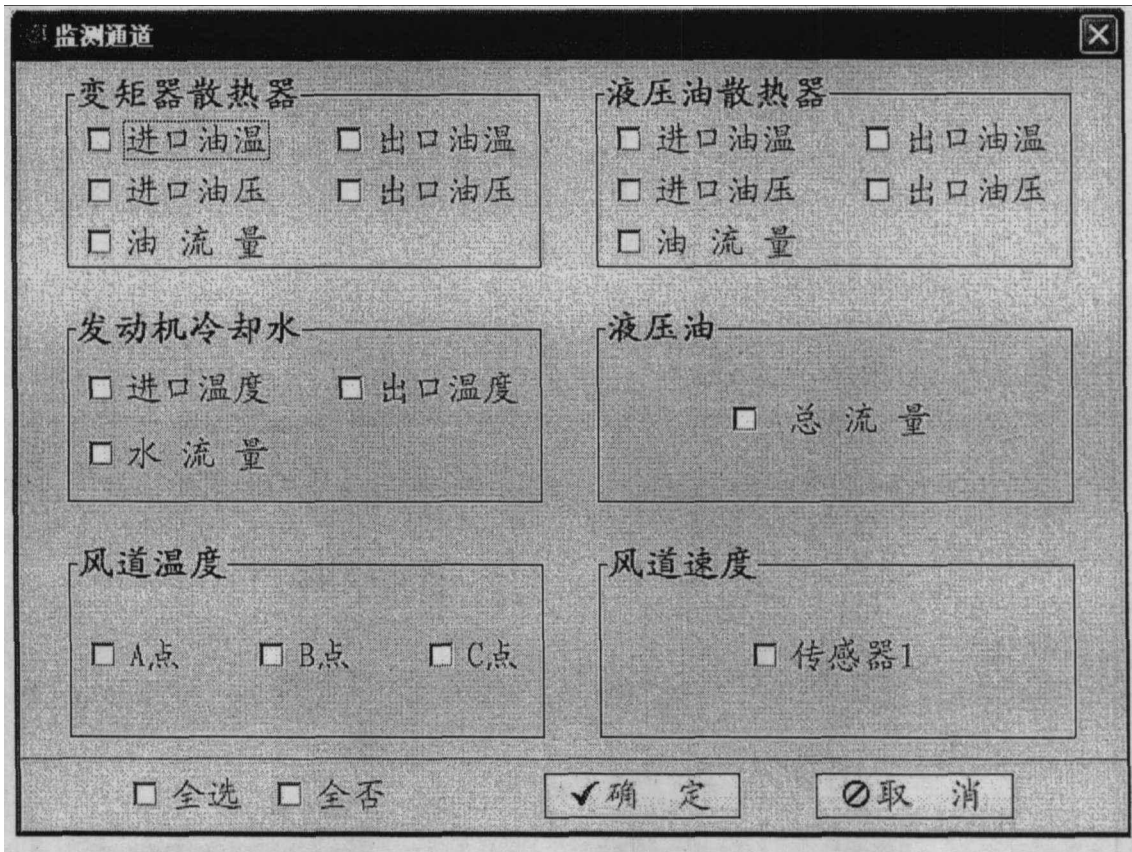 监测通道
变矩器散热器
进口油温 出口油温
进口油压 出口油压
油流量
液压油散热器
进口油温 出口油温
进口油压 出口油压
油流量
发动机冷却水
进口温度 出口温度
水流量
液压油
总流量
风道温度
A点 B点 C点
风道速度
传感器1
全选 全否 确定 取消